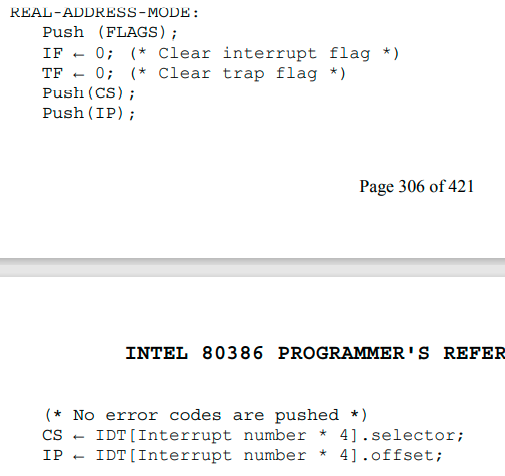 REAL-ADDRESS-MODE:
Push (FLAGS);
IF ← 0; (* Clear interrupt flag *)
TF ← 0; (* Clear trap flag *)
Push(CS);
Push(IP);
Page 306 of 421
INTEL 80386 PROGRAMMER'S REFER
(* No error codes are pushed *)
CS ← IDT[Interrupt number * 4].selector;
IP ← IDT[Interrupt number * 4].offset;